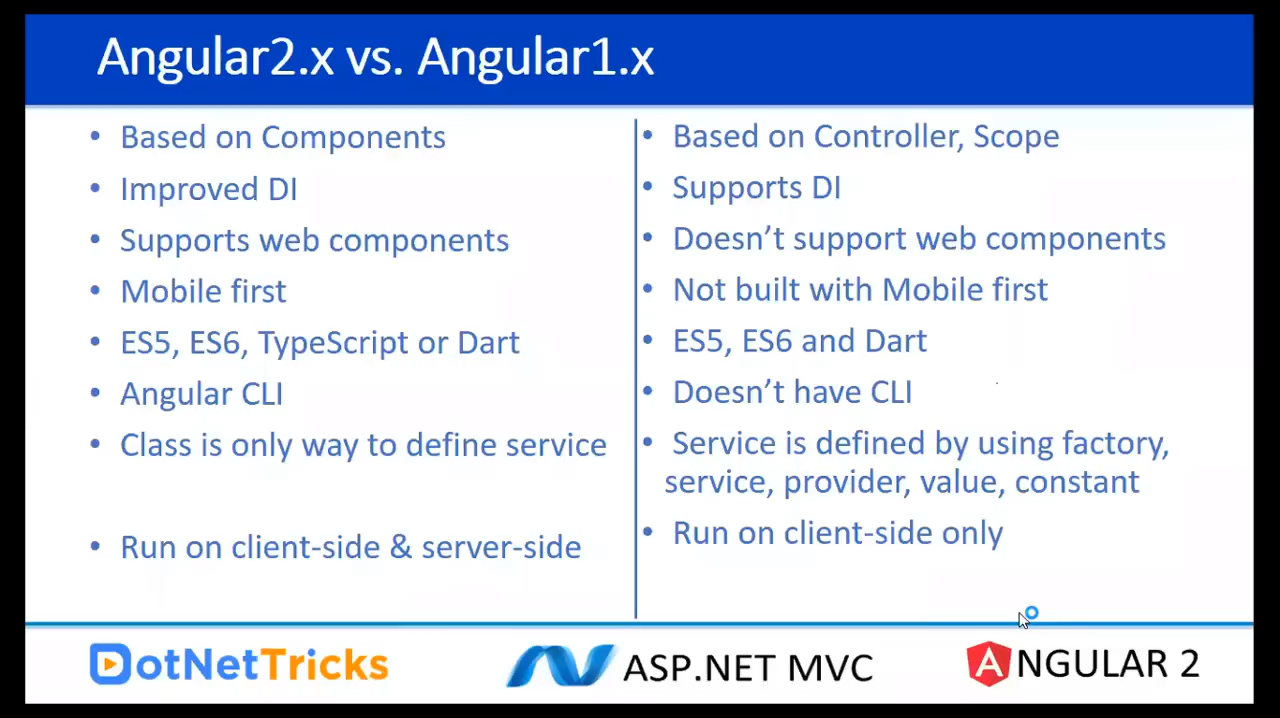 Angular2.x vs. Angular1.x
• Based on Components
• Improved DI
• Supports web components
• Mobile first
• ES5, ES6, TypeScript or Dart
• Angular CLI
• Class is only way to define service
• Run on client-side & server-side
• Based on Controller, Scope
• Supports DI
• Doesn’t support web components
• Not built with Mobile first
• ES5, ES6 and Dart
• Doesn’t have CLI
• Service is defined by using factory,
service, provider, value, constant
• Run on client-side only
DotNetTricks
ASP.NET MVC
ANGULAR 2